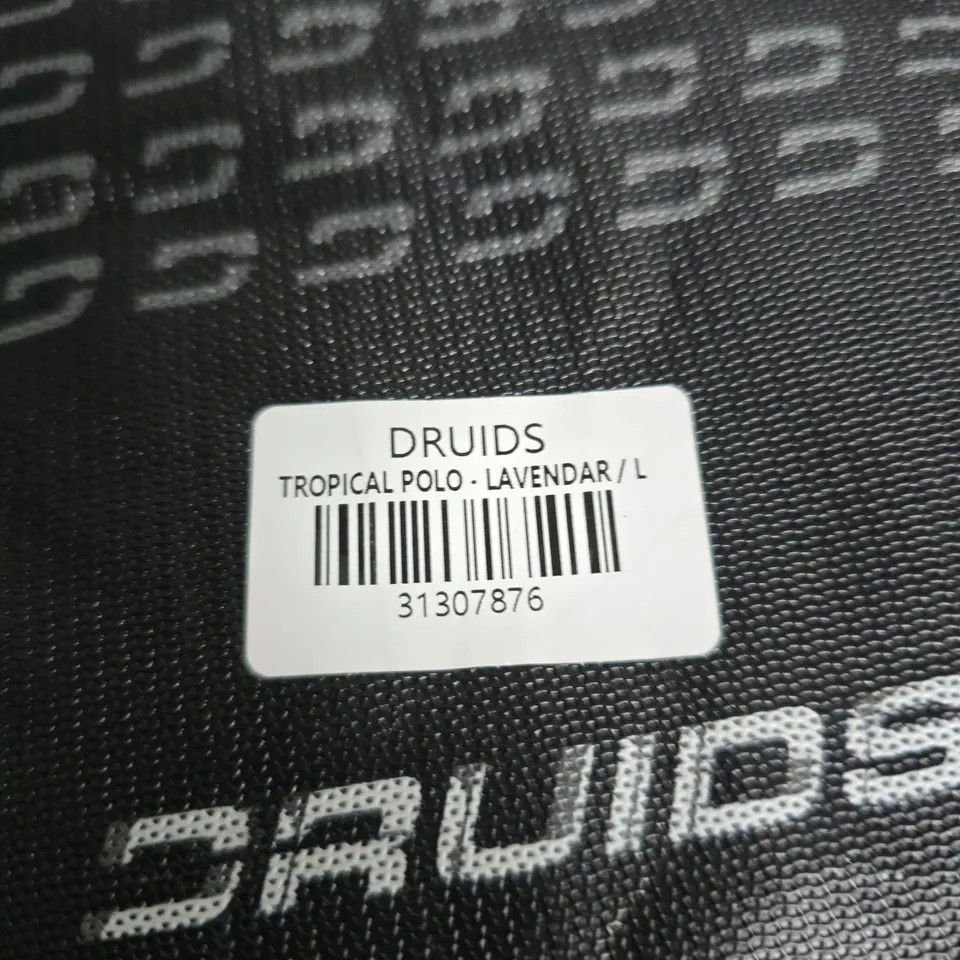 DRUIDS
TROPICAL POLO - LAVENDAR / L
31307876
DRUIDS